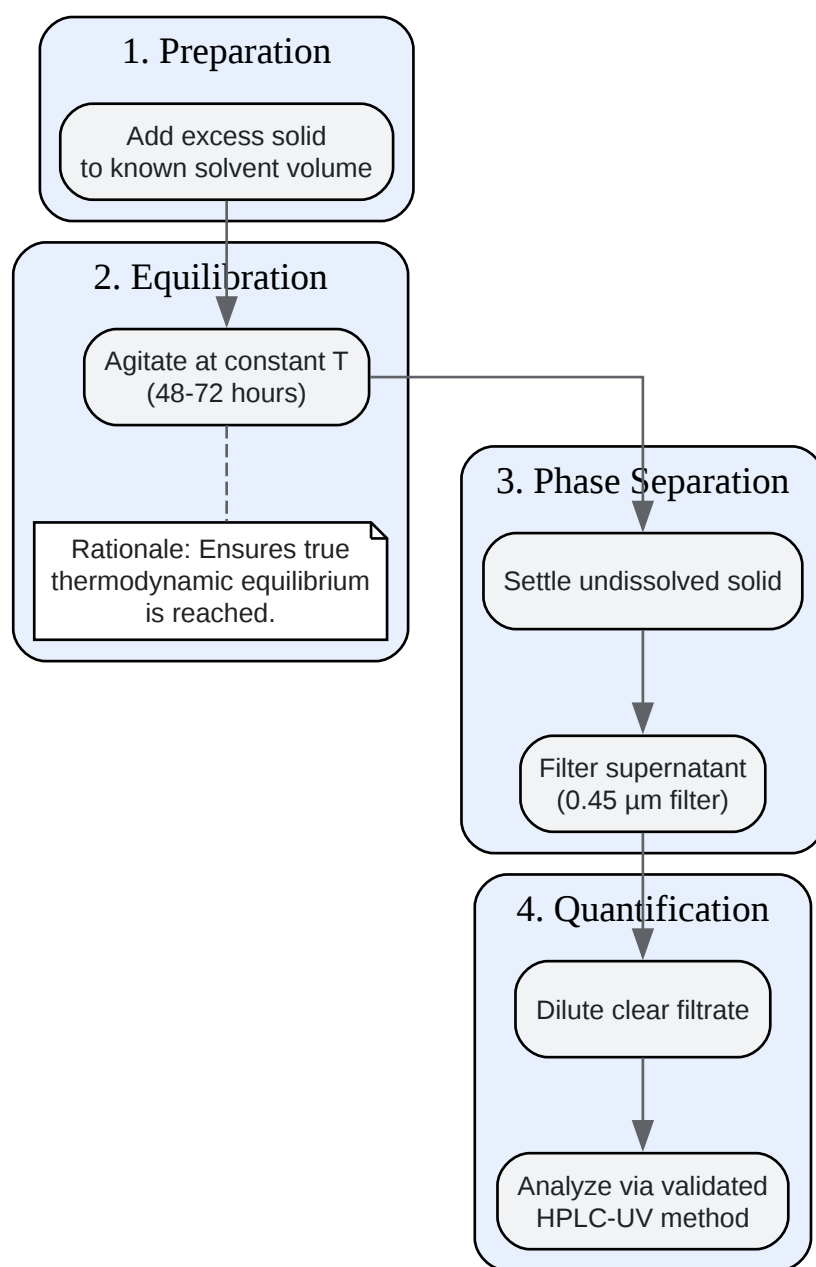 1. Preparation
Add excess solid
to known solvent volume
2. Equilibration
Agitate at constant T
(48-72 hours)
Rationale: Ensures true
thermodynamic equilibrium
is reached.
3. Phase Separation
Settle undissolved solid
Filter supernatant
(0.45 µm filter)
4. Quantification
Dilute clear filtrate
Analyze via validated
HPLC-UV method